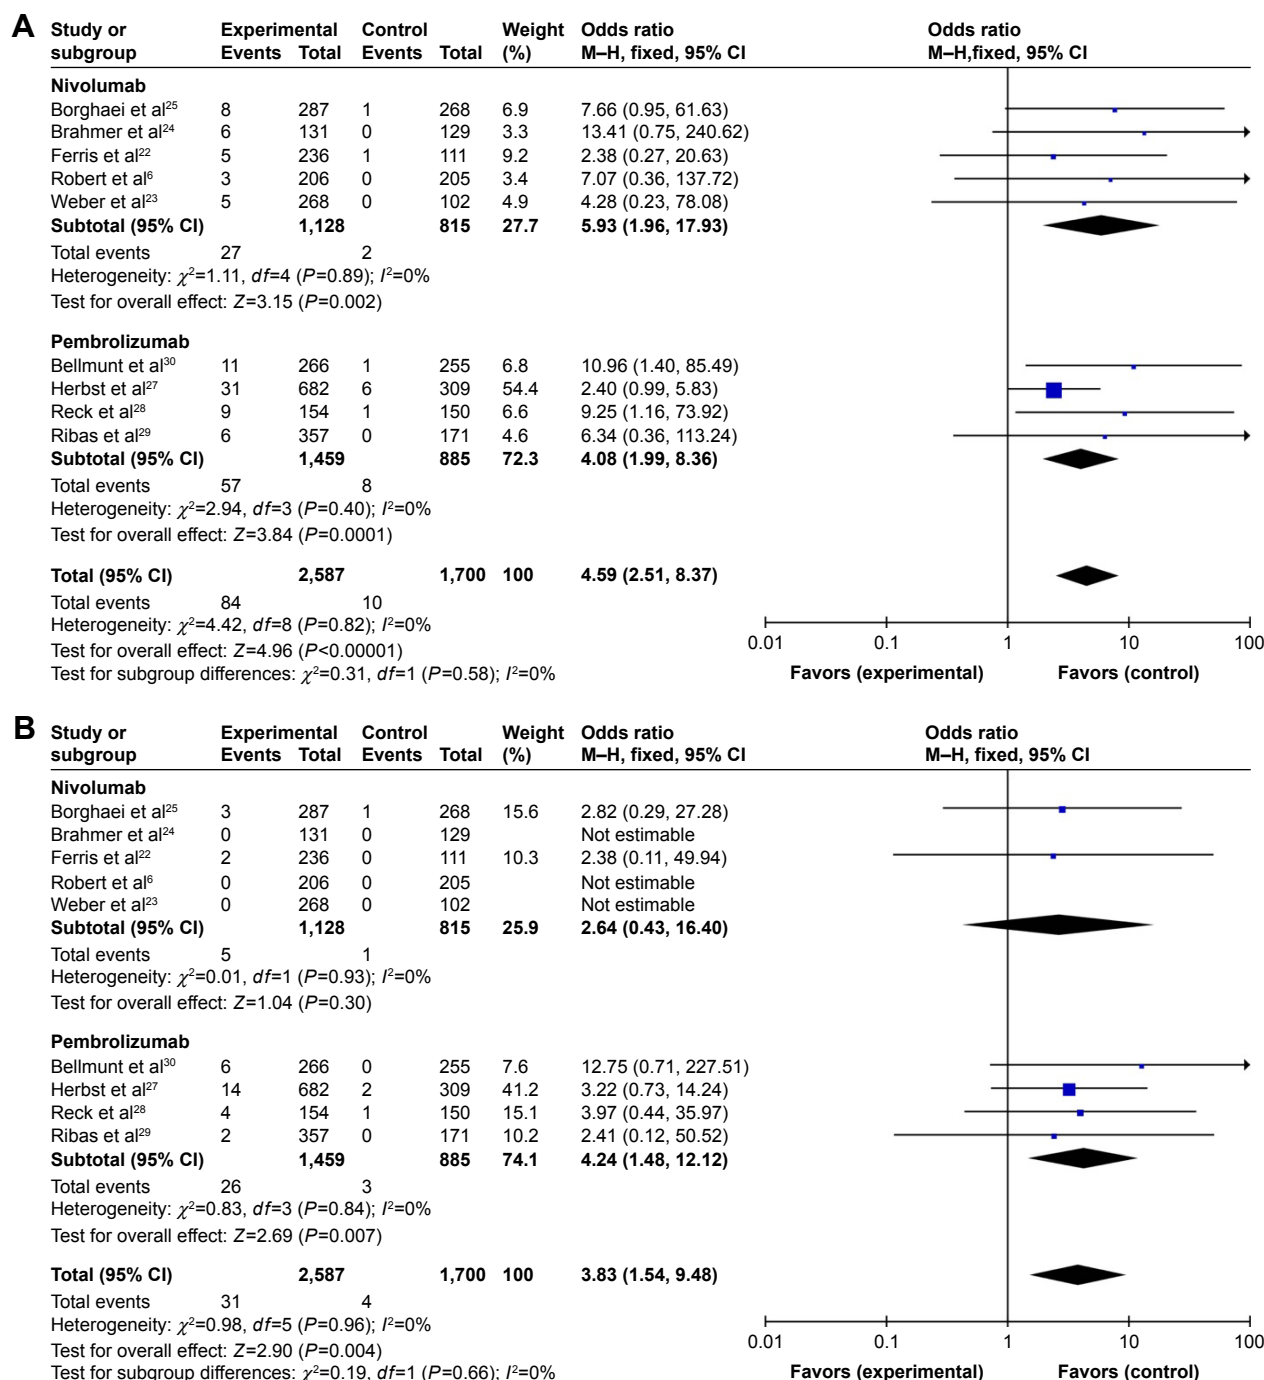 A
Study or subgroup Experimental Events Total Control Events Total Weight (%) Odds ratio M–H, fixed, 95% CI Odds ratio M–H,fixed, 95% CI
Nivolumab
Borghaei et al25 8 287 1 268 6.9 7.66 (0.95, 61.63)
Brahmer et al24 6 131 0 129 3.3 13.41 (0.75, 240.62)
Ferris et al22 5 236 1 111 9.2 2.38 (0.27, 20.63)
Robert et al6 3 206 0 205 3.4 7.07 (0.36, 137.72)
Weber et al23 5 268 0 102 4.9 4.28 (0.23, 78.08)
Subtotal (95% CI) 1,128 815 27.7 5.93 (1.96, 17.93)
Total events 27 2
Heterogeneity: χ2=1.11, df=4 (P=0.89); I2=0%
Test for overall effect: Z=3.15 (P=0.002)
Pembrolizumab
Bellmunt et al30 11 266 1 255 6.8 10.96 (1.40, 85.49)
Herbst et al27 31 682 6 309 54.4 2.40 (0.99, 5.83)
Reck et al28 9 154 1 150 6.6 9.25 (1.16, 73.92)
Ribas et al29 6 357 0 171 4.6 6.34 (0.36, 113.24)
Subtotal (95% CI) 1,459 885 72.3 4.08 (1.99, 8.36)
Total events 57 8
Heterogeneity: χ2=2.94, df=3 (P=0.40); I2=0%
Test for overall effect: Z=3.84 (P=0.0001)
Total (95% CI) 2,587 1,700 100 4.59 (2.51, 8.37)
Total events 84 10
Heterogeneity: χ2=4.42, df=8 (P=0.82); I2=0%
Test for overall effect: Z=4.96 (P<0.00001)
Test for subgroup differences: χ2=0.31, df=1 (P=0.58); I2=0%
0.01 0.1 1 10 100
Favors (experimental) Favors (control)
B
Study or subgroup Experimental Events Total Control Events Total Weight (%) Odds ratio M–H, fixed, 95% CI Odds ratio M–H, fixed, 95% CI
Nivolumab
Borghaei et al25 3 287 1 268 15.6 2.82 (0.29, 27.28)
Brahmer et al24 0 131 0 129 Not estimable
Ferris et al22 2 236 0 111 10.3 2.38 (0.11, 49.94)
Robert et al6 0 206 0 205 Not estimable
Weber et al23 0 268 0 102 Not estimable
Subtotal (95% CI) 1,128 815 25.9 2.64 (0.43, 16.40)
Total events 5 1
Heterogeneity: χ2=0.01, df=1 (P=0.93); I2=0%
Test for overall effect: Z=1.04 (P=0.30)
Pembrolizumab
Bellmunt et al30 6 266 0 255 7.6 12.75 (0.71, 227.51)
Herbst et al27 14 682 2 309 41.2 3.22 (0.73, 14.24)
Reck et al28 4 154 1 150 15.1 3.97 (0.44, 35.97)
Ribas et al29 2 357 0 171 10.2 2.41 (0.12, 50.52)
Subtotal (95% CI) 1,459 885 74.1 4.24 (1.48, 12.12)
Total events 26 3
Heterogeneity: χ2=0.83, df=3 (P=0.84); I2=0%
Test for overall effect: Z=2.69 (P=0.007)
Total (95% CI) 2,587 1,700 100 3.83 (1.54, 9.48)
Total events 31 4
Heterogeneity: χ2=0.98, df=5 (P=0.96); I2=0%
Test for overall effect: Z=2.90 (P=0.004)
Test for subgroup differences: χ2=0.19, df=1 (P=0.66); I2=0%
0.01 0.1 1 10 100
Favors (experimental) Favors (control)